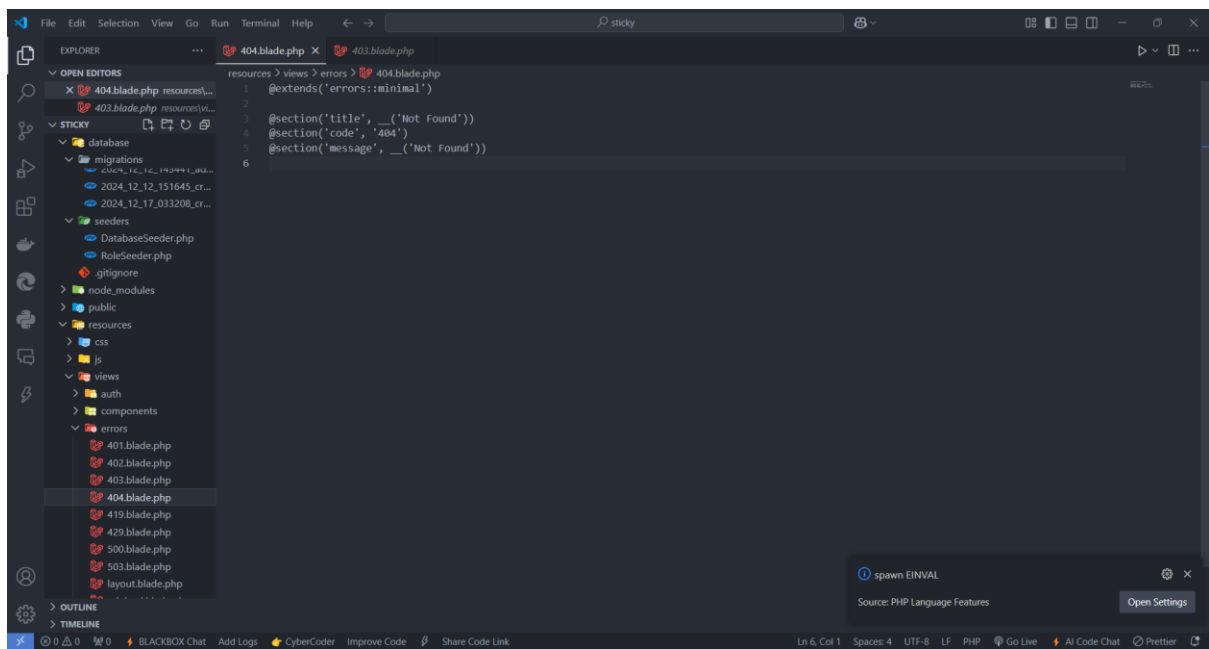 File Edit Selection View Go Run Terminal Help
sticky
EXPLORER
404.blade.php
403.blade.php
OPEN EDITORS
404.blade.php resources\...
403.blade.php resources\vi...
resources > views > errors > 404.blade.php
1 @extends('errors::minimal')
2
3 @section('title', __('Not Found'))
4 @section('code', '404')
5 @section('message', __('Not Found'))
6
STICKY
database
migrations
2024_12_12_151645_cr...
2024_12_17_033208_cr...
seeders
DatabaseSeeder.php
RoleSeeder.php
.gitignore
node_modules
public
resources
css
js
views
auth
components
errors
401.blade.php
402.blade.php
403.blade.php
404.blade.php
419.blade.php
429.blade.php
500.blade.php
503.blade.php
layout.blade.php
OUTLINE
TIMELINE
spawn EINVAL
Source: PHP Language Features
Open Settings
0 0 0 BLACKBOX Chat Add Logs CyberCoder Improve Code Share Code Link Ln 6, Col 1 Spaces: 4 UTF-8 LF PHP Go Live AI Code Chat Prettier